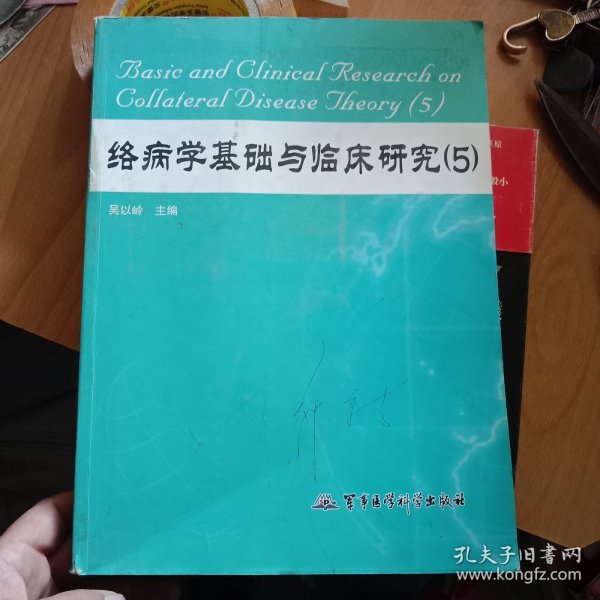 Basic and Clinical Research on
Collateral Disease Theory (5)
络病学基础与临床研究(5)
吴以岭 主编
军事医学科学出版社
孔夫子旧书网
www.kongfz.com